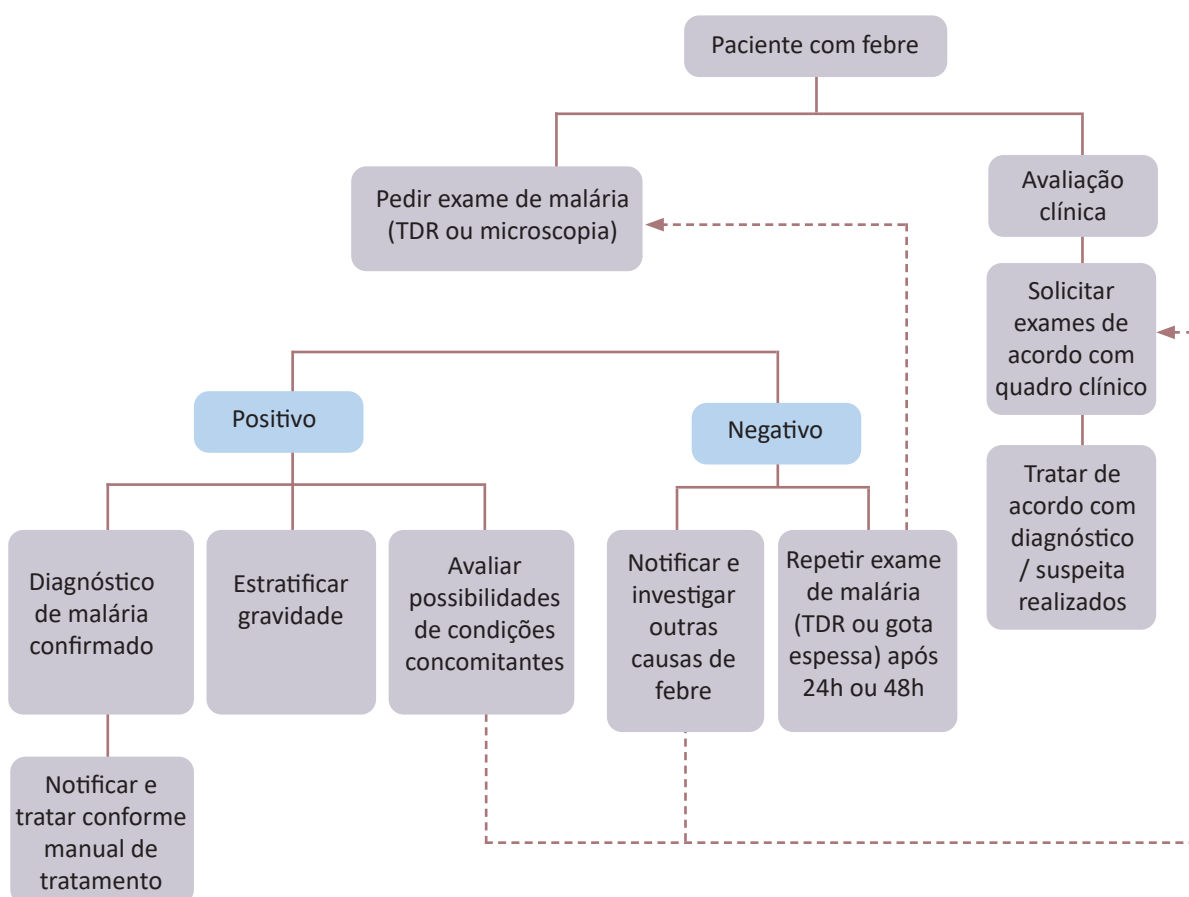 Paciente com febre
Pedir exame de malária
(TDR ou microscopia)
Avaliação
clínica
Solicitar
exames de
acordo com
quadro clínico
Tratar de
acordo com
diagnóstico
/ suspeita
realizados
Positivo
Negativo
Diagnóstico
de malária
confirmado
Estratificar
gravidade
Avaliar
possibilidades
de condições
concomitantes
Notificar e
investigar
outras
causas de
febre
Repetir exame
de malária
(TDR ou gota
espessa) após
24h ou 48h
Notificar e
tratar conforme
manual de
tratamento